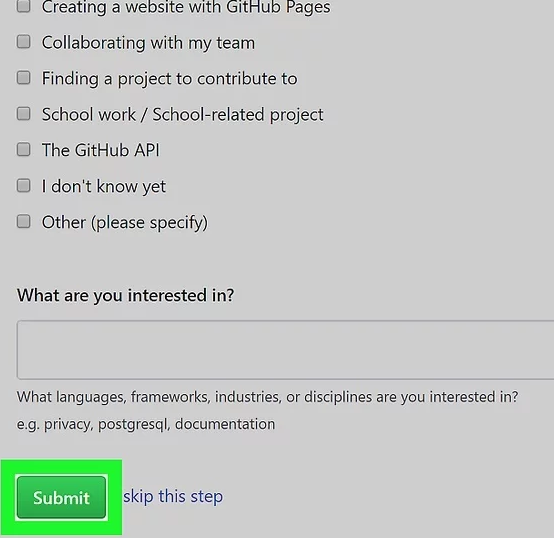 Creating a website with GitHub Pages
Collaborating with my team
Finding a project to contribute to
School work / School-related project
The GitHub API
I don't know yet
Other (please specify)
What are you interested in?
What languages, frameworks, industries, or disciplines are you interested in?
e.g. privacy, postgresql, documentation
Submit skip this step